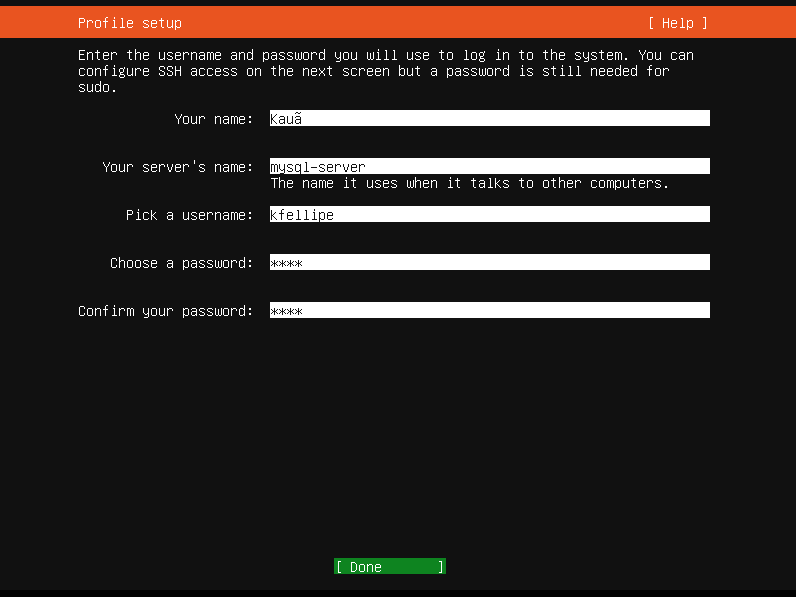 Profile setup [ Help ]
Enter the username and password you will use to log in to the system. You can
configure SSH access on the next screen but a password is still needed for
sudo.
Your name: Kauã
Your server's name: mysql-server
The name it uses when it talks to other computers.
Pick a username: kfellipe
Choose a password: ****
Confirm your password: ****
[ Done ]